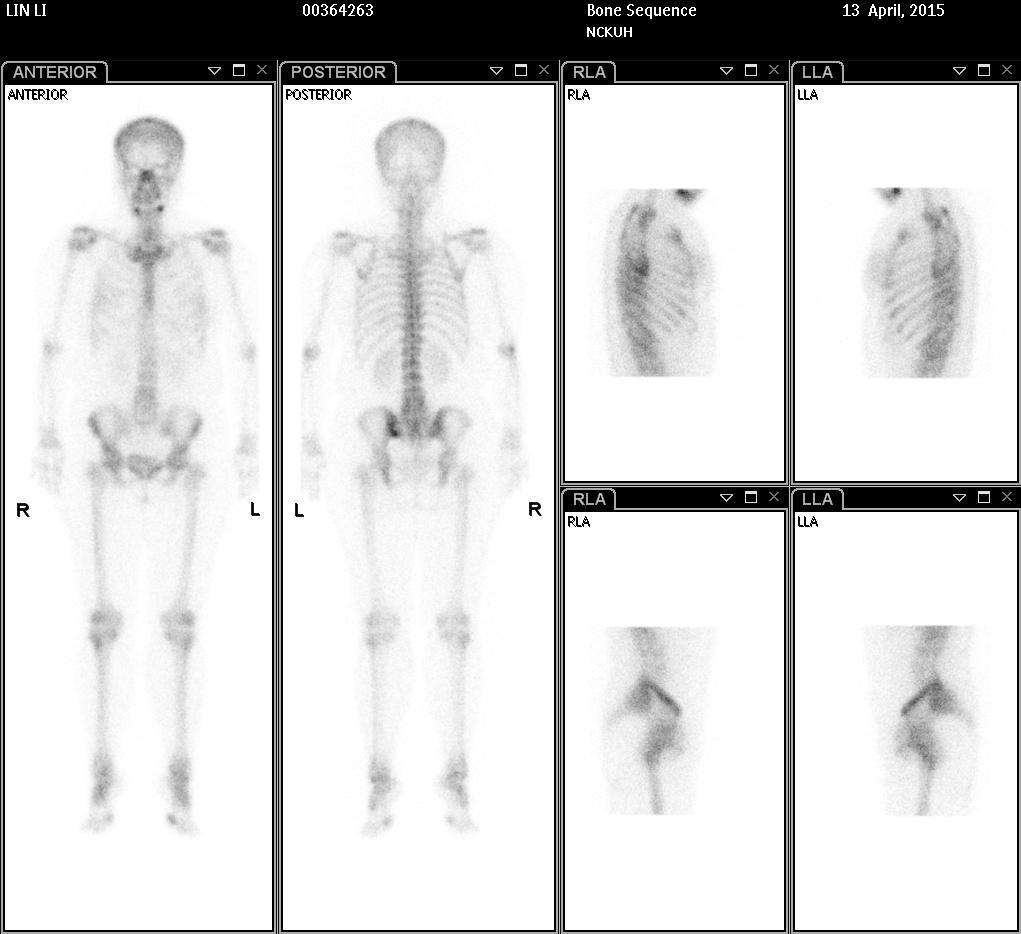 LIN LI 00364263 Bone Sequence 13 April, 2015
NCKUH
ANTERIOR POSTERIOR RLA LLA
ANTERIOR POSTERIOR RLA LLA
RLA LLA
R L L R
RLA LLA